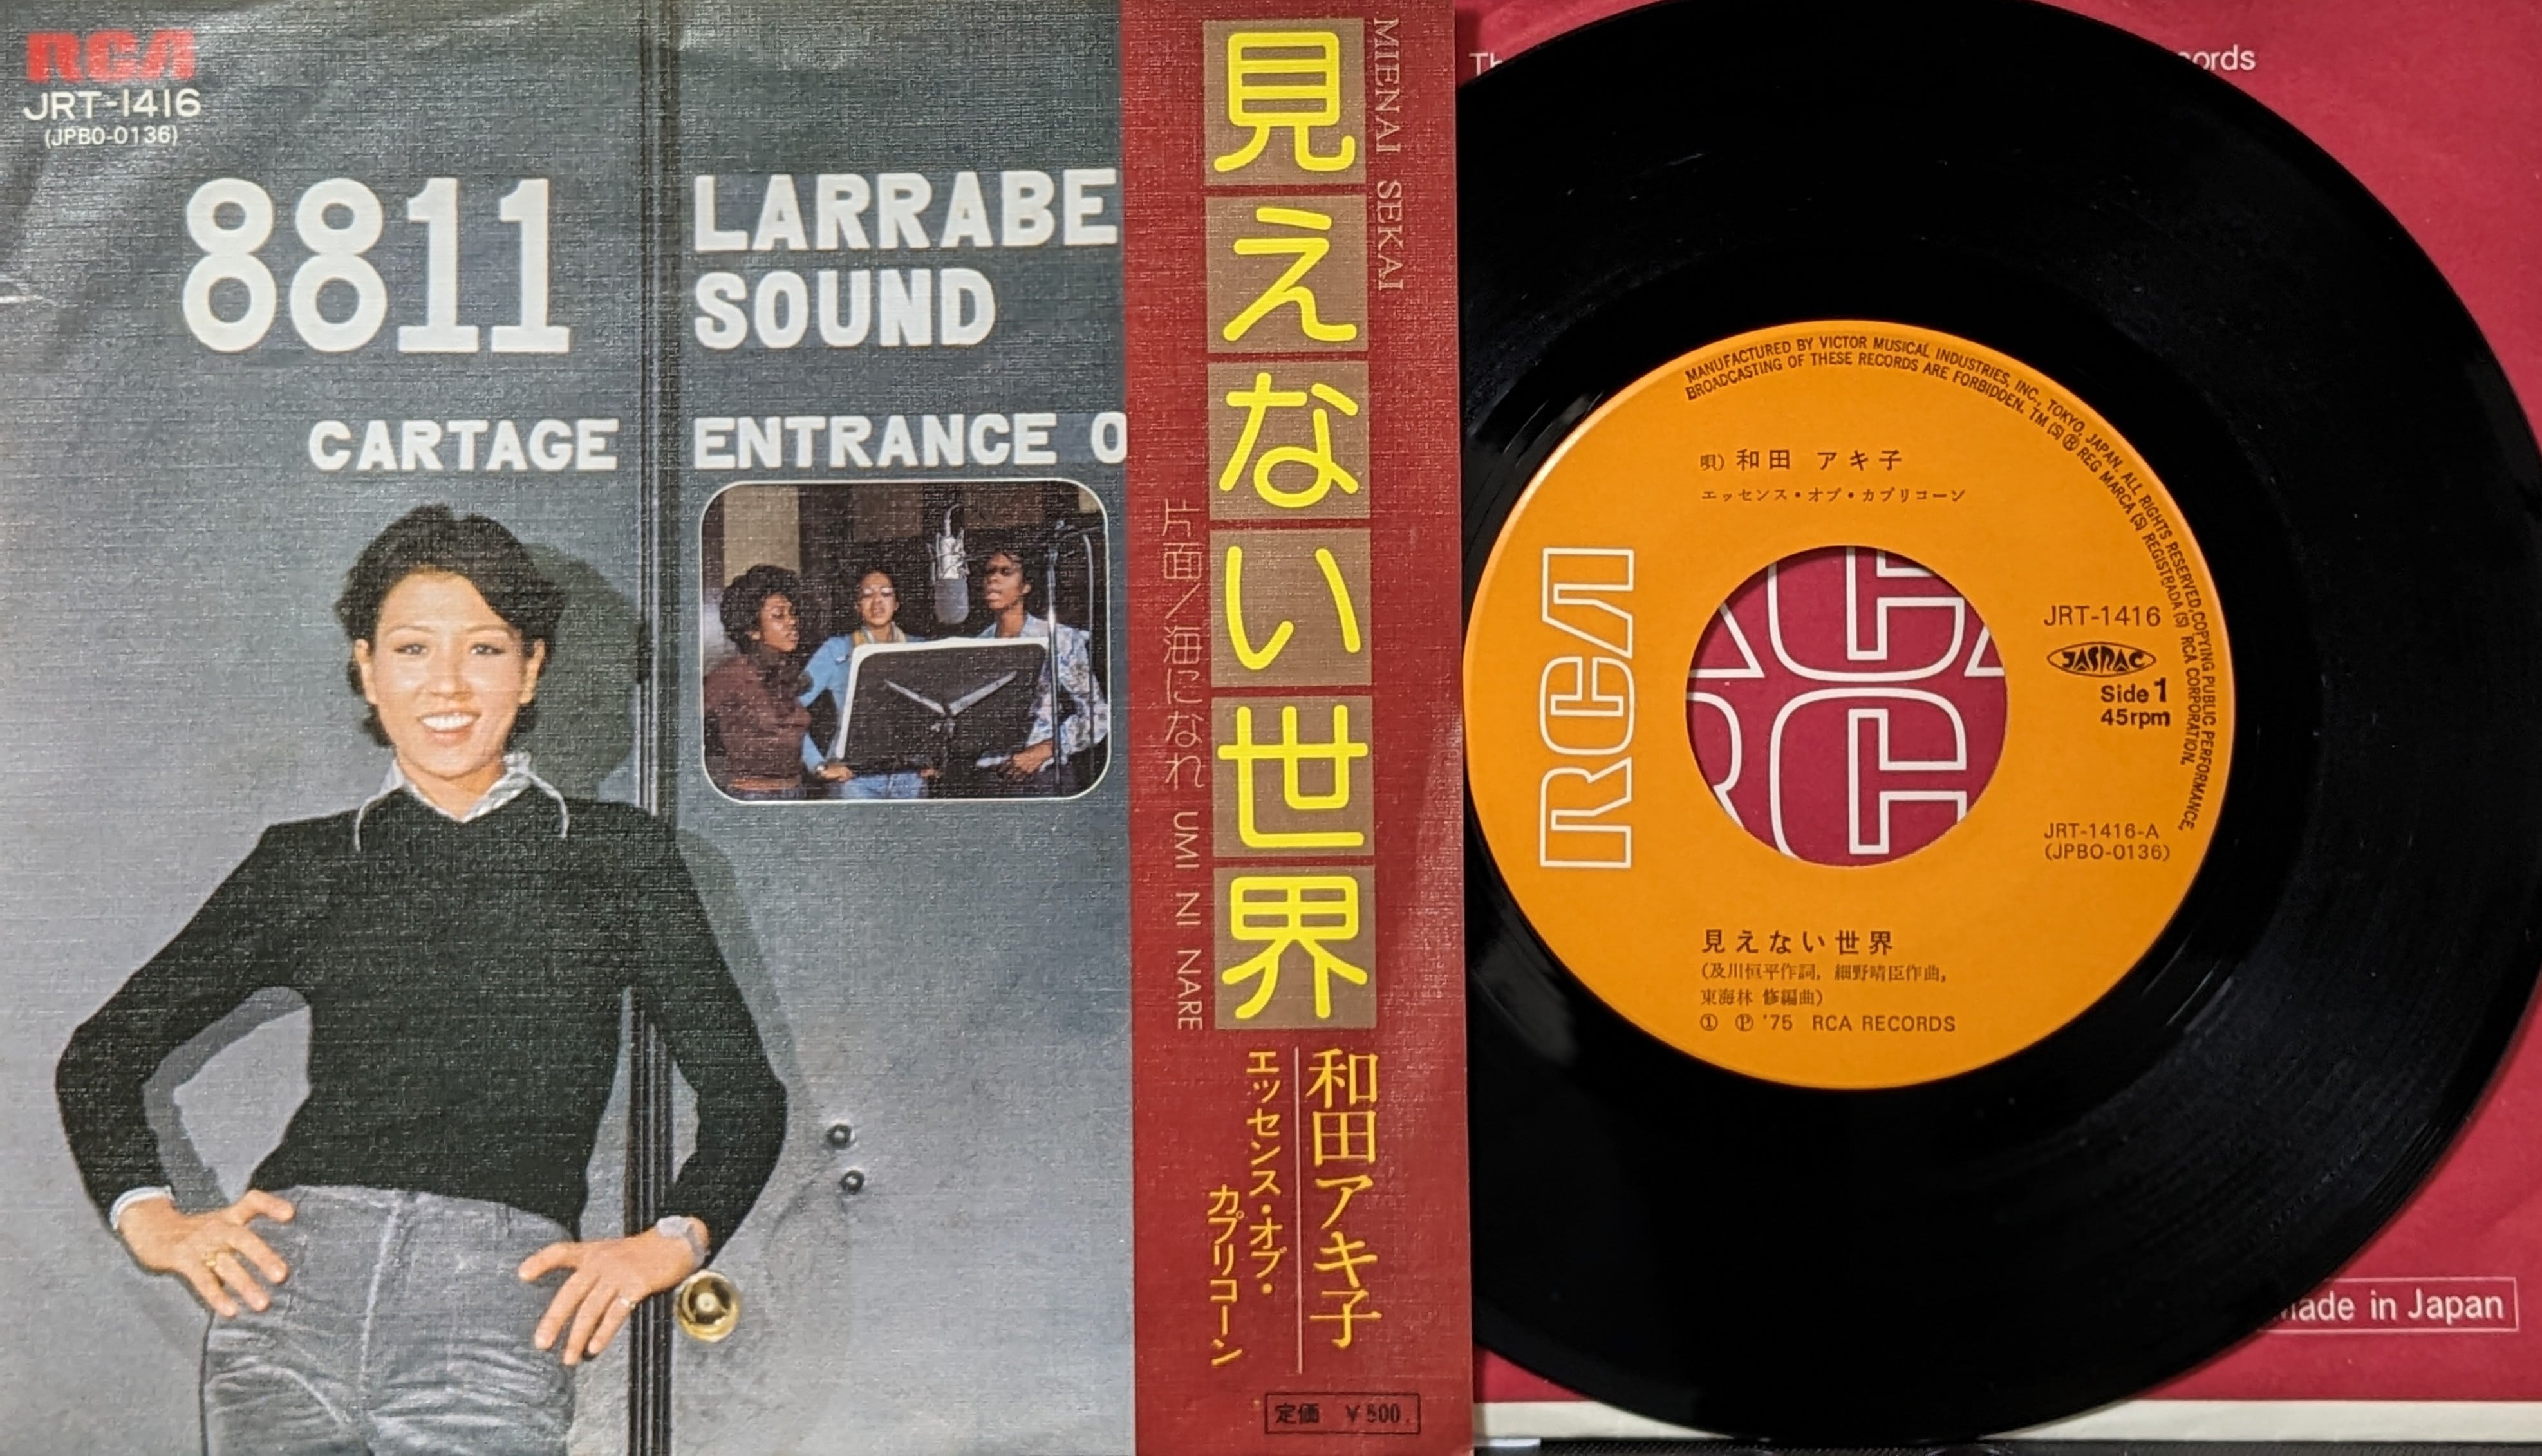 RCA
JRT-1416
(JPBO-0136)
8811
LARRABE
SOUND
CARTAGE
ENTRANCE O
MIENAI SEKAI
見えない世界
片面/海になれ UMI NI NARE
和田アキ子
エッセンス・オブ・
カプリコーン
定価 ¥500.
ords
MANUFACTURED BY VICTOR MUSICAL INDUSTRIES, INC., TOKYO, JAPAN. ALL RIGHTS RESERVED, COPYING PUBLIC PERFORMANCE,
BROADCASTING OF THESE RECORDS ARE FORBIDDEN. TM (S) ® REG MARCA (S) REGISTRADA (S) RCA CORPORATION.
唄) 和田 アキ子
エッセンス・オブ・カプリコーン
RCA
JRT-1416
JASRAC
Side 1
45rpm
JRT-1416-A
(JPBO-0136)
見えない世界
(及川恒平作詞, 細野晴臣作曲,
東海林 修編曲)
① ℗ '75 RCA RECORDS
made in Japan